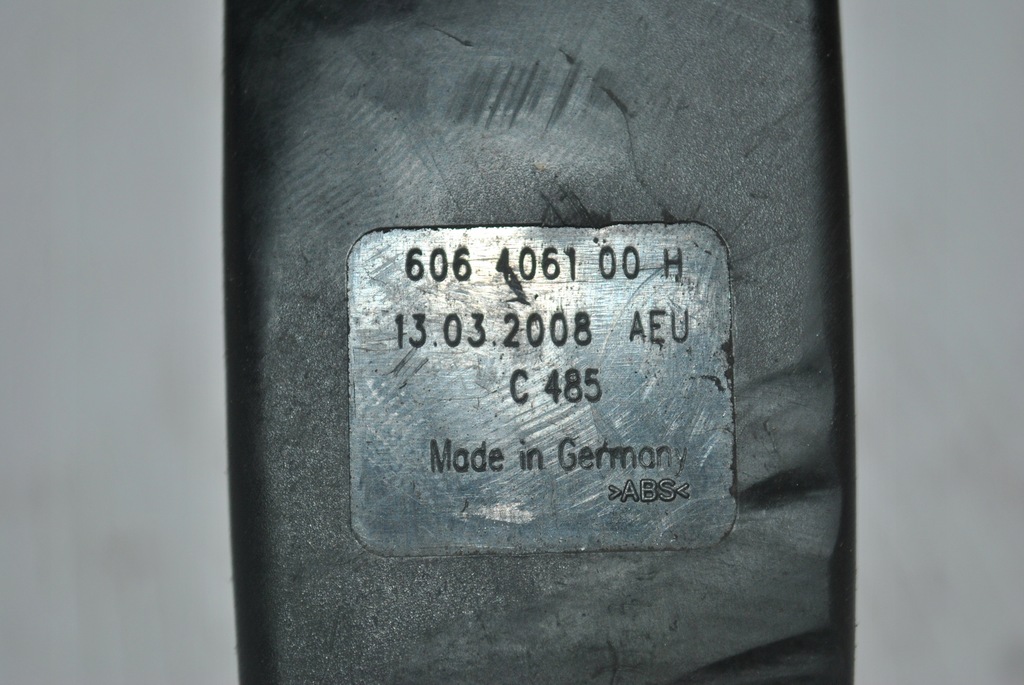 606 4061 00 H
13.03.2008 AEU
C 485
Made in Germany
>ABS<